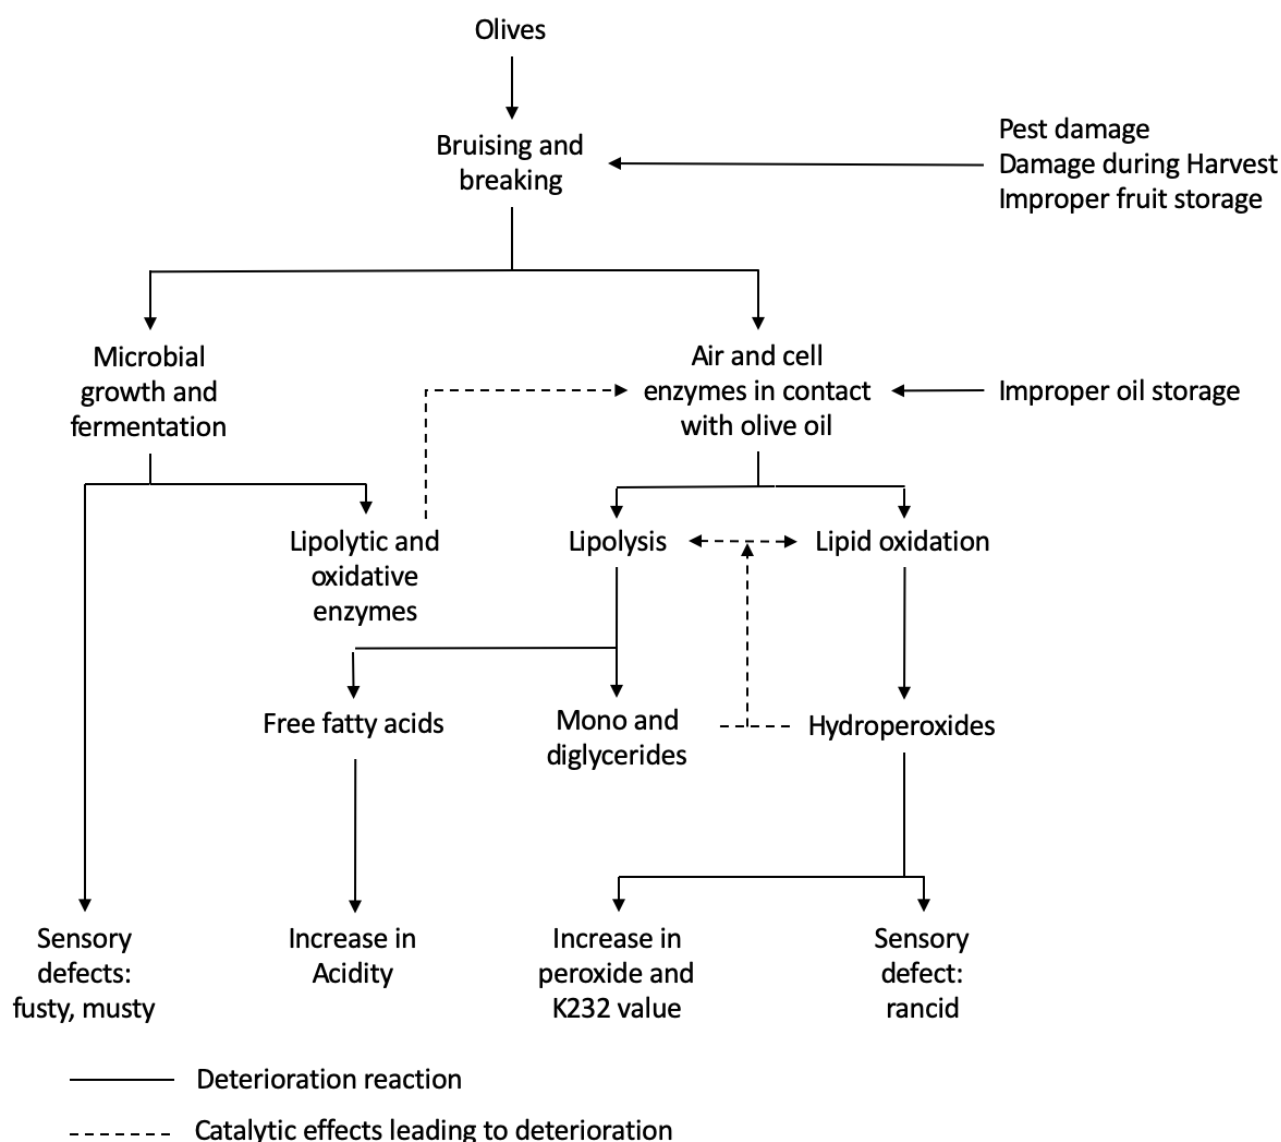 Olives
Bruising and
breaking
Pest damage
Damage during Harvest
Improper fruit storage
Microbial
growth and
fermentation
Air and cell
enzymes in contact
with olive oil
Improper oil storage
Lipolytic and
oxidative
enzymes
Lipolysis
Lipid oxidation
Free fatty acids
Mono and
diglycerides
Hydroperoxides
Sensory
defects:
fusty, musty
Increase in
Acidity
Increase in
peroxide and
K232 value
Sensory
defect:
rancid
Deterioration reaction
Catalytic effects leading to deterioration